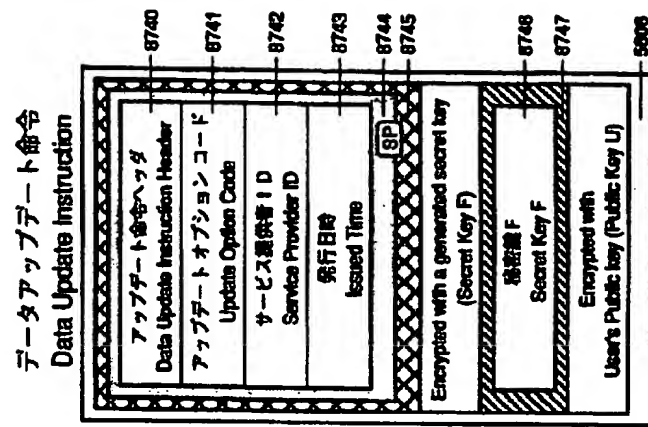 データアップデート命令
Data Update Instruction
アップデート命令ヘッダ
Data Update Instruction Header
アップデートオプションコード
Update Option Code
サービス提供者ID
Service Provider ID
発行日時
Issued Time
SP
Encrypted with a generated secret key
(Secret Key F)
秘密鍵F
Secret Key F
Encrypted with
User's Public key (Public Key U)
8740
8741
8742
8743
8744
8745
8746
8747
5606